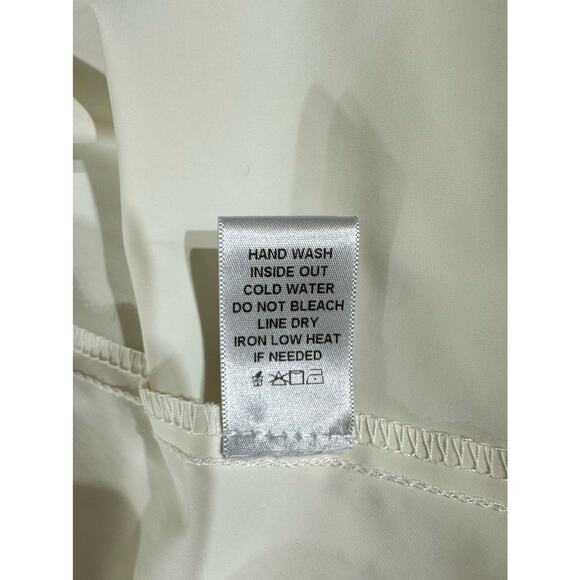 HAND WASH
INSIDE OUT
COLD WATER
DO NOT BLEACH
LINE DRY
IRON LOW HEAT
IF NEEDED